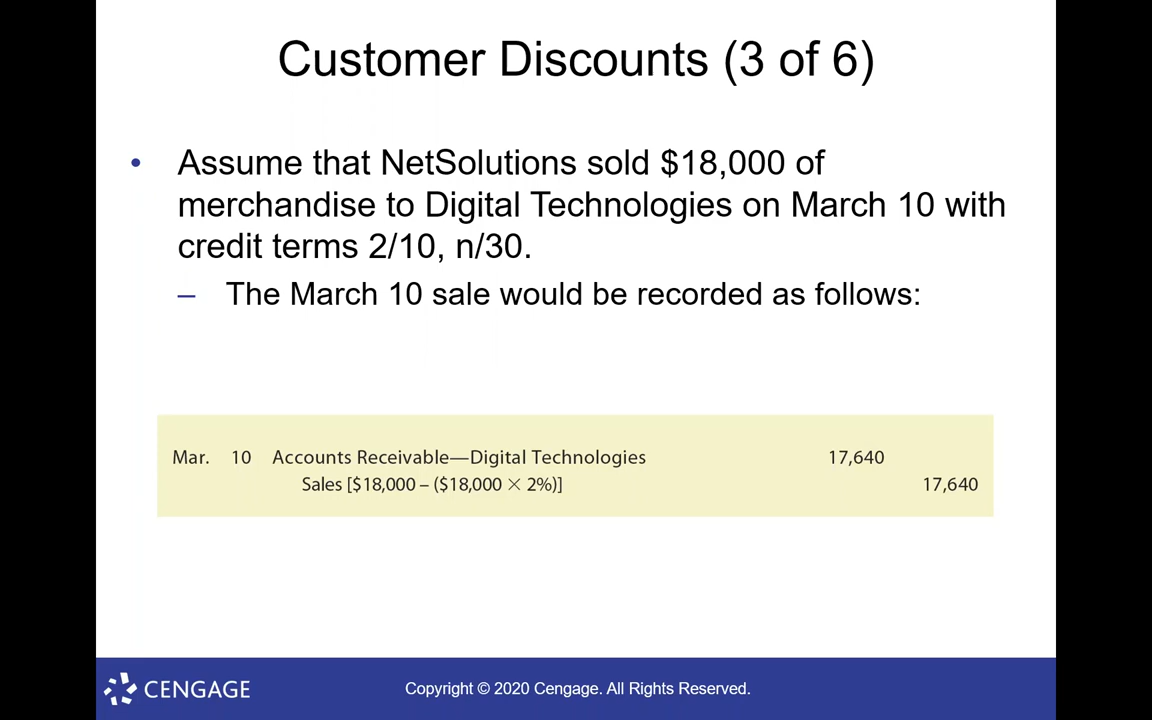 Customer Discounts (3 of 6)
• Assume that NetSolutions sold $18,000 of
merchandise to Digital Technologies on March 10 with
credit terms 2/10, n/30.
– The March 10 sale would be recorded as follows:
Mar. 10 Accounts Receivable—Digital Technologies 17,640
Sales [$18,000 – ($18,000 × 2%)] 17,640
CENGAGE Copyright © 2020 Cengage. All Rights Reserved.